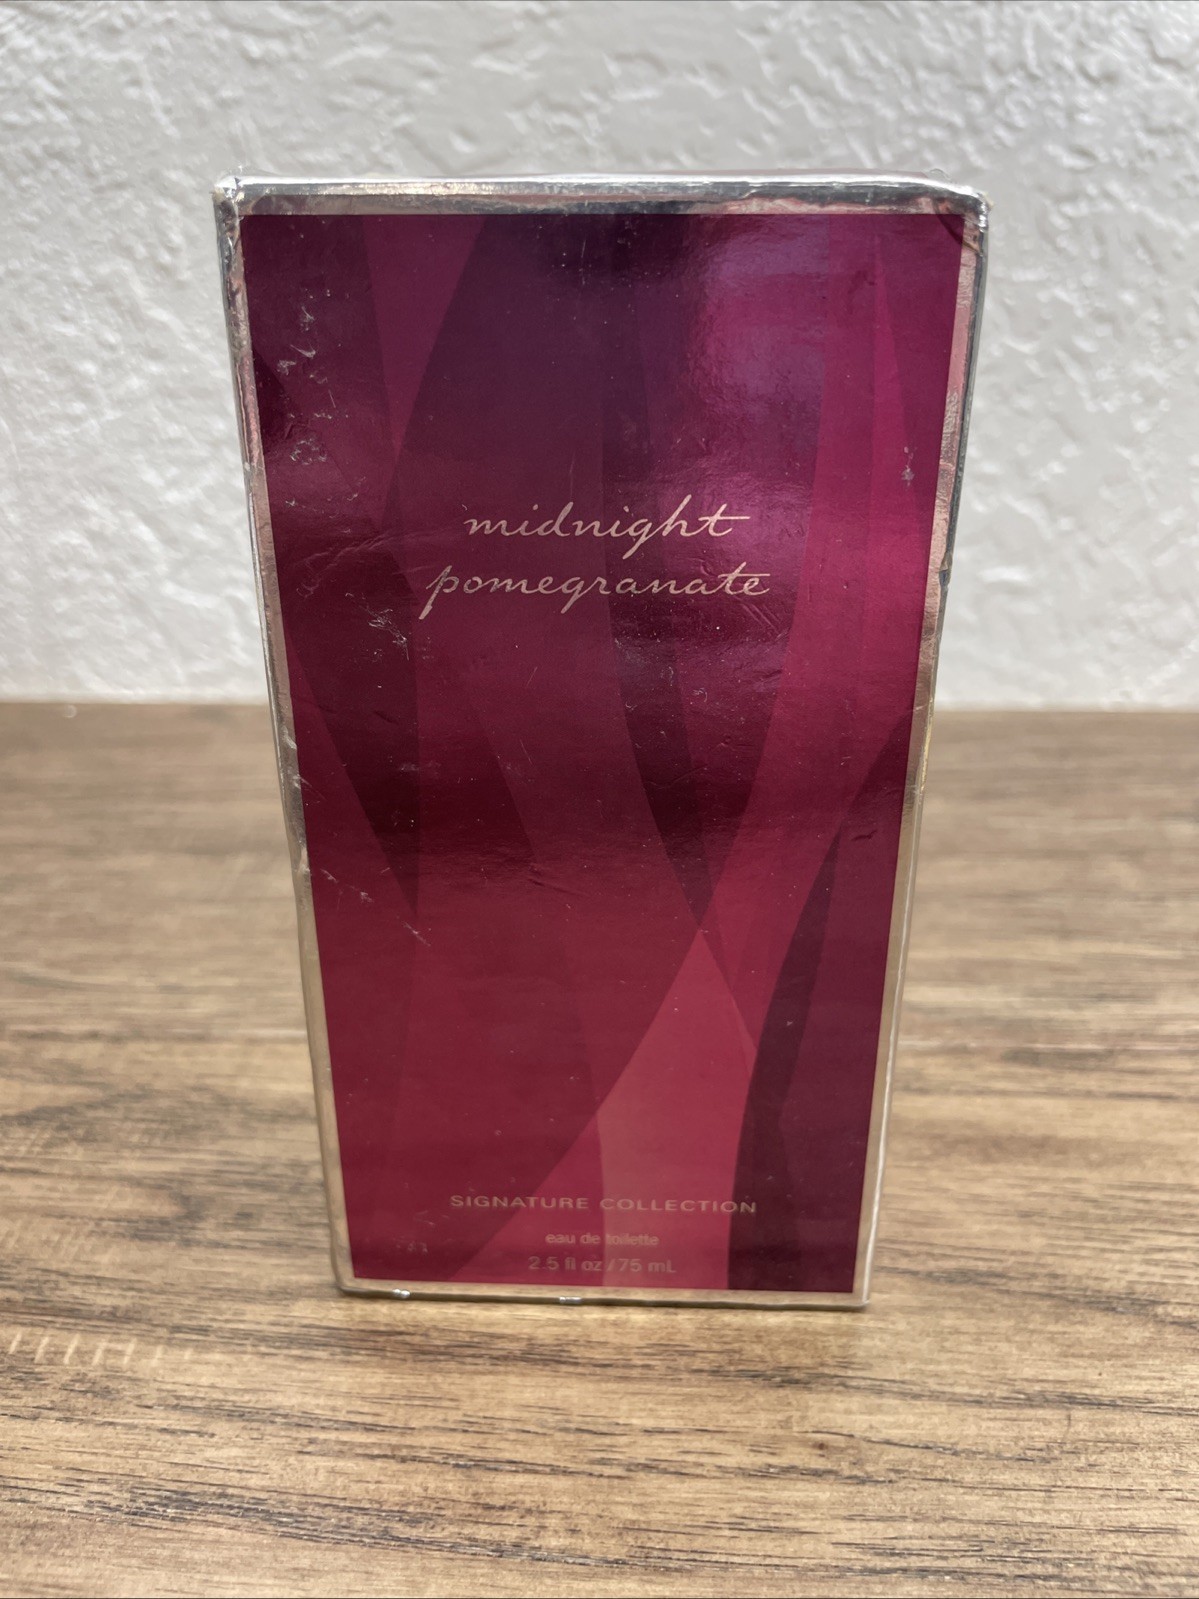 midnight
pomegranate
SIGNATURE COLLECTION
eau de toilette
2.5 fl oz / 75 mL